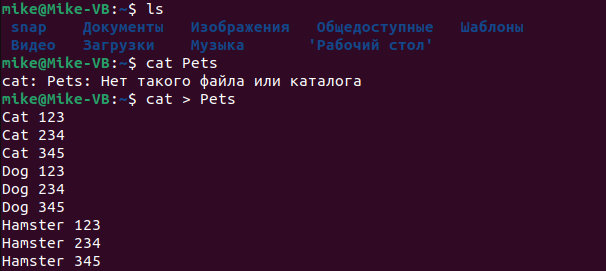 mike@Mike-VB:~$ ls
snap Документы Изображения Общедоступные Шаблоны
Видео Загрузки Музыка 'Рабочий стол'
mike@Mike-VB:~$ cat Pets
cat: Pets: Нет такого файла или каталога
mike@Mike-VB:~$ cat > Pets
Cat 123
Cat 234
Cat 345
Dog 123
Dog 234
Dog 345
Hamster 123
Hamster 234
Hamster 345